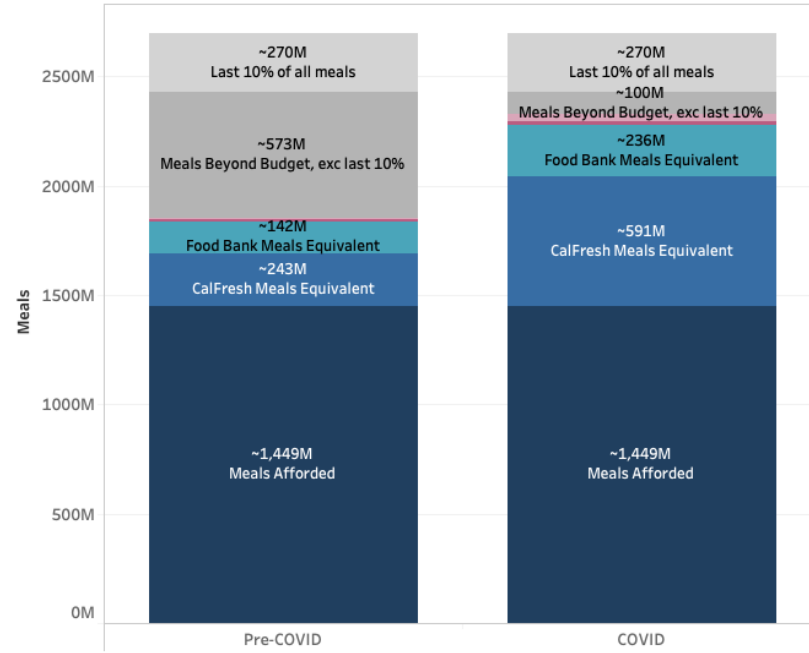 ~270M
Last 10% of all meals
~270M
Last 10% of all meals
2500M
~100M
Meals Beyond Budget, exc last 10%
~573M
Meals Beyond Budget, exc last 10%
~236M
Food Bank Meals Equivalent
2000M
~142M
Food Bank Meals Equivalent
~591M
CalFresh Meals Equivalent
~243M
CalFresh Meals Equivalent
1500M
Meals
1000M
~1,449M
Meals Afforded
~1,449M
Meals Afforded
500M
0M
Pre-COVID
COVID